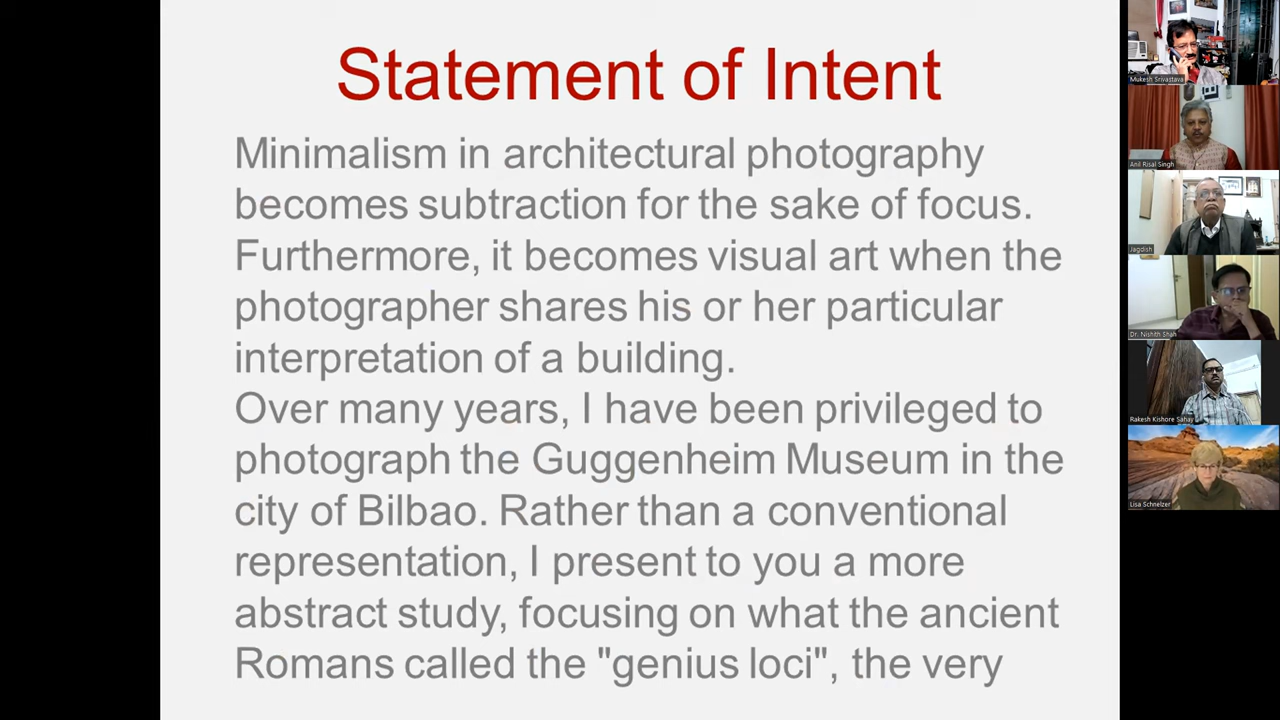 Statement of Intent
Minimalism in architectural photography
becomes subtraction for the sake of focus.
Furthermore, it becomes visual art when the
photographer shares his or her particular
interpretation of a building.
Over many years, I have been privileged to
photograph the Guggenheim Museum in the
city of Bilbao. Rather than a conventional
representation, I present to you a more
abstract study, focusing on what the ancient
Romans called the "genius loci", the very
Mukesh Srivastava
Anil Risal Singh
Jagdish
Dr. Nishith Shah
Rakesh Kishore Sahay
Lisa Schnelzer